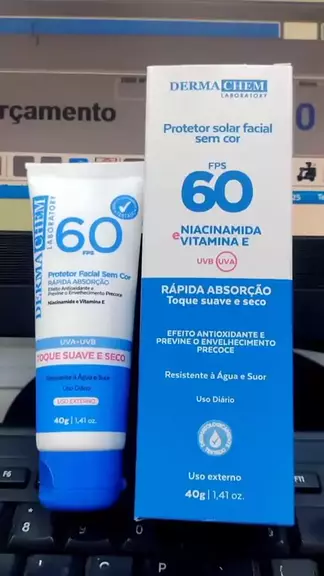 rçamento
0
DERMACHEM
LABORATORY
Protetor solar facial
sem cor
FPS
60
NIACINAMIDA
e VITAMINA E
UVB UVA
RÁPIDA ABSORÇÃO
Toque suave e seco
EFEITO ANTIOXIDANTE E
PREVINE O ENVELHECIMENTO
PRECOCE
Resistente à Água e Suor
Uso Diário
Uso externo
40g | 1,41 oz.
DERMACHEM
LABORATORY
60
FPS
Protetor Facial Sem Cor
RÁPIDA ABSORÇÃO
Efeito Antioxidante e
Previne o Envelhecimento Precoce
Niacinamida e Vitamina E
UVA+UVB
TOQUE SUAVE E SECO
Resistente à Água e Suor
Uso Diário
USO EXTERNO
40g | 1,41 oz.
F6
F11